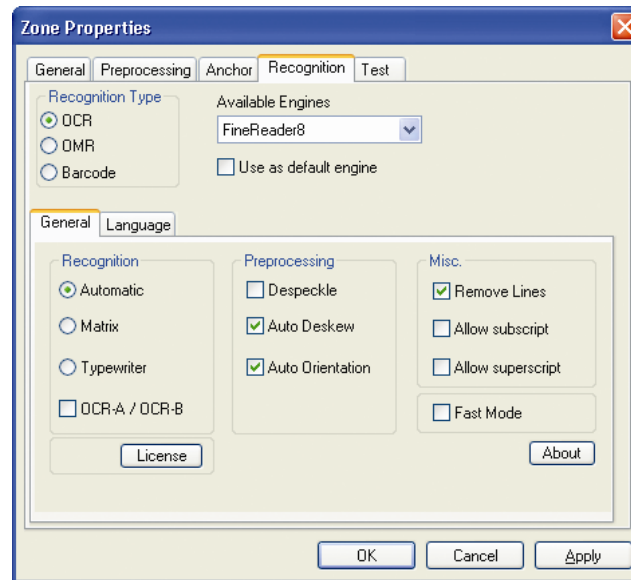 Zone Properties
General Preprocessing Anchor Recognition Test
Recognition Type
OCR
OMR
Barcode
Available Engines
FineReader8
Use as default engine
General Language
Recognition
Automatic
Matrix
Typewriter
OCR-A / OCR-B
License
Preprocessing
Despeckle
Auto Deskew
Auto Orientation
Misc.
Remove Lines
Allow subscript
Allow superscript
Fast Mode
About
OK Cancel Apply